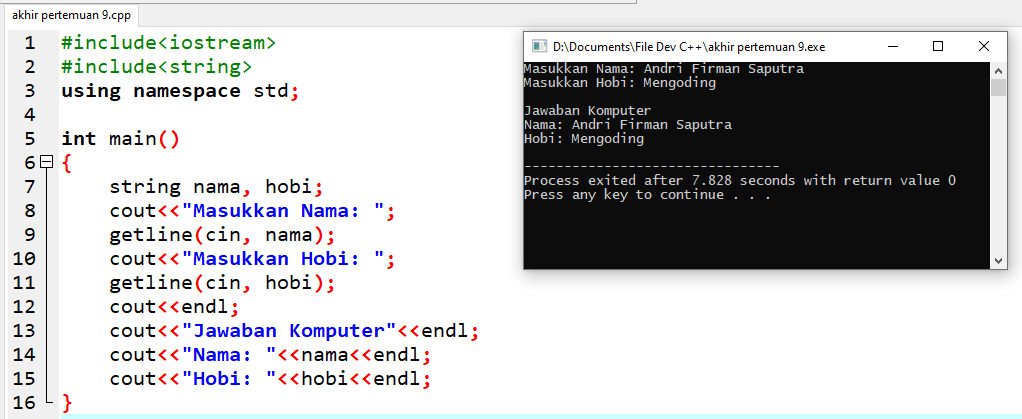 akhir pertemuan 9.cpp
1 #include<iostream>
2 #include<string>
3 using namespace std;
4
5 int main()
6 {
7 string nama, hobi;
8 cout<<"Masukkan Nama: ";
9 getline(cin, nama);
10 cout<<"Masukkan Hobi: ";
11 getline(cin, hobi);
12 cout<<endl;
13 cout<<"Jawaban Komputer"<<endl;
14 cout<<"Nama: "<<nama<<endl;
15 cout<<"Hobi: "<<hobi<<endl;
16 }
D:\Documents\File Dev C++\akhir pertemuan 9.exe
Masukkan Nama: Andri Firman Saputra
Masukkan Hobi: Mengoding
Jawaban Komputer
Nama: Andri Firman Saputra
Hobi: Mengoding
--------------------------------
Process exited after 7.828 seconds with return value 0
Press any key to continue . . .